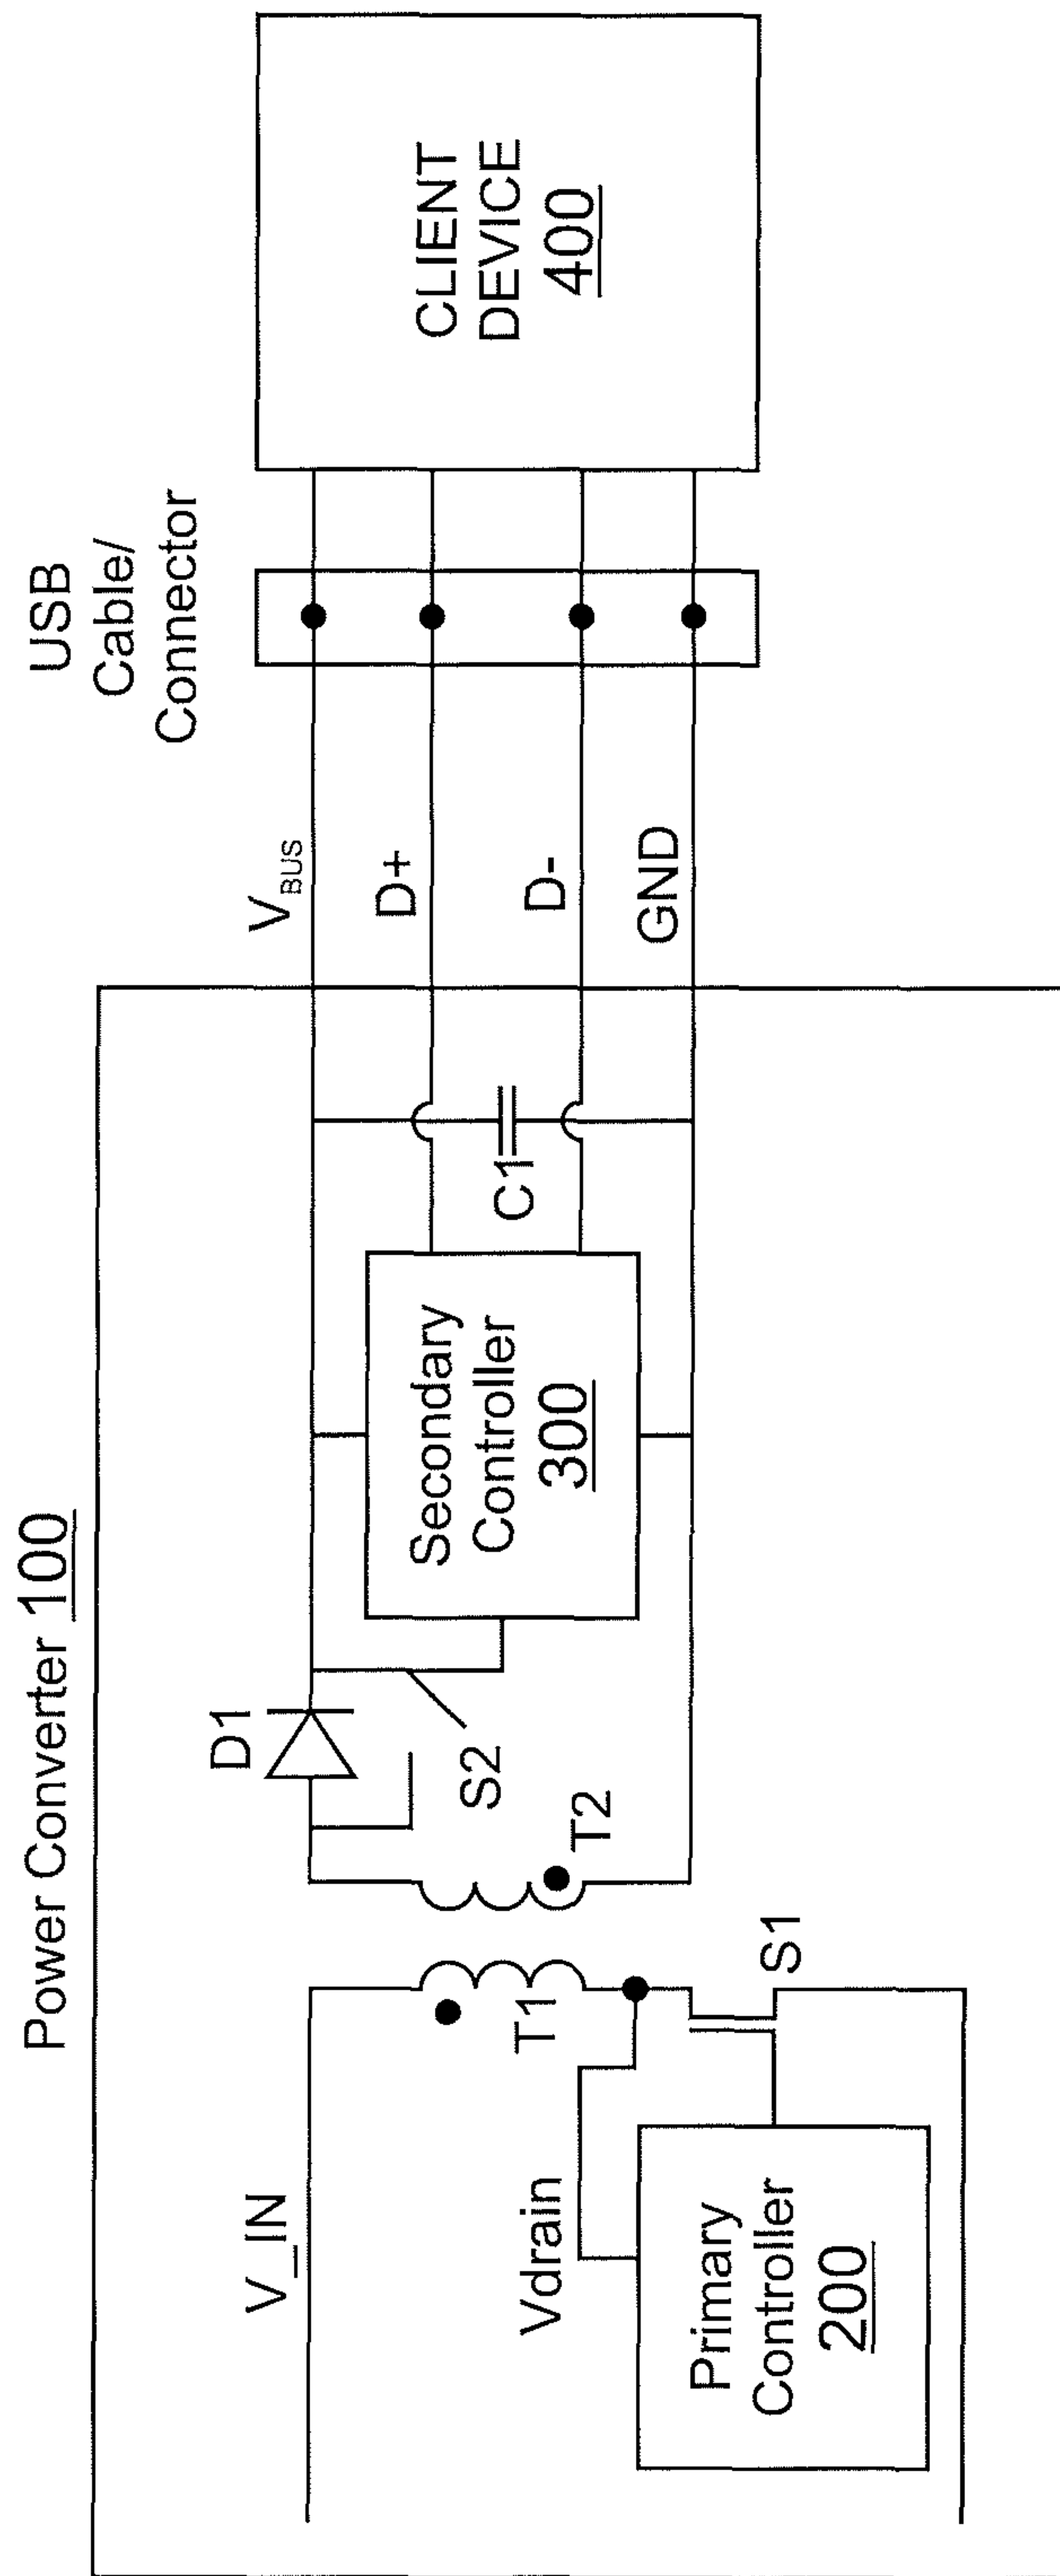 Power Converter 100
USB
Cable/
Connector
V_IN
D1
V_BUS
D+
D-
GND
S2
T1
T2
C1
Vdrain
S1
Primary
Controller
200
Secondary
Controller
300
CLIENT
DEVICE
400